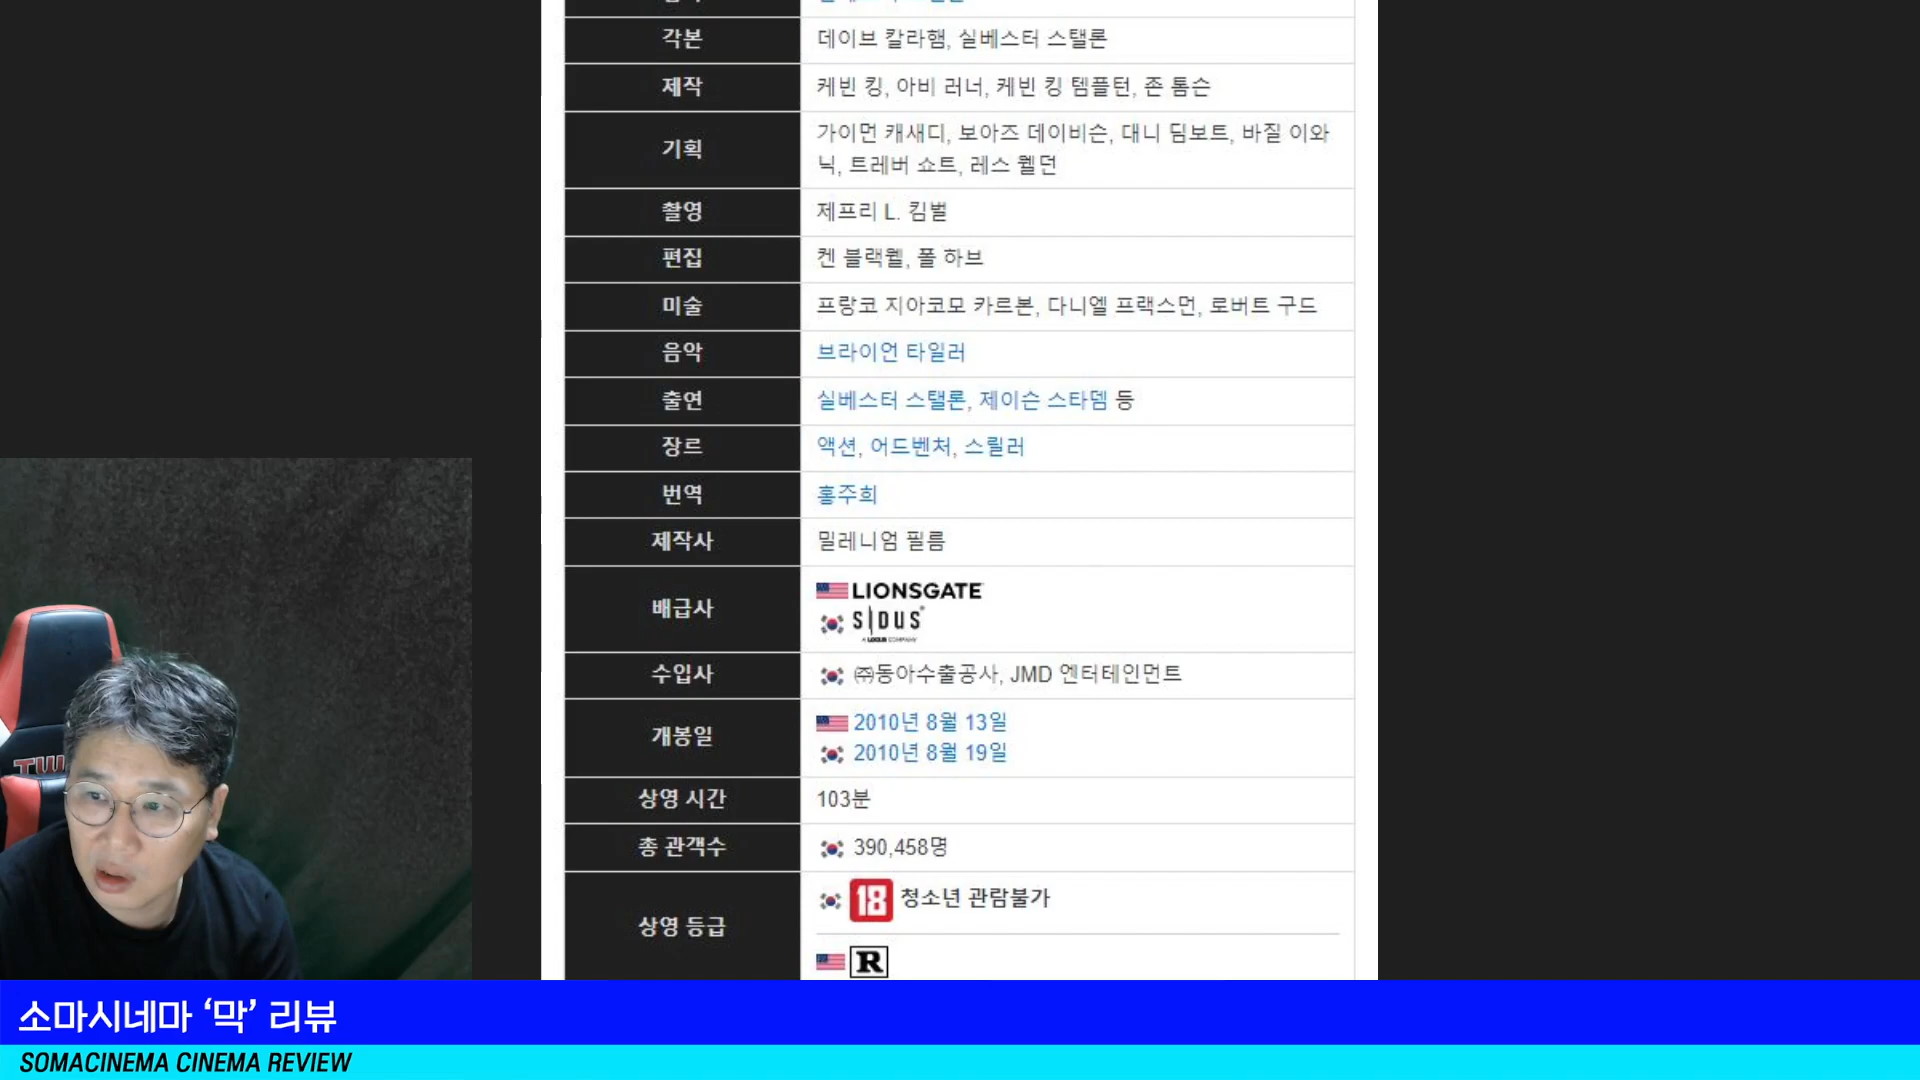 각본
데이브 칼라햄, 실베스터 스탤론
제작
케빈 킹, 아비 러너, 케빈 킹 템플턴, 존 톰슨
기획
가이먼 캐새디, 보아즈 데이비슨, 대니 딤보트, 바질 이와
닉, 트레버 쇼트, 레스 웰던
촬영
제프리 L. 킴벌
편집
켄 블랙웰, 폴 하브
미술
프랑코 지아코모 카르본, 다니엘 프랙스먼, 로버트 구드
음악
브라이언 타일러
출연
실베스터 스탤론, 제이슨 스타뎀 등
장르
액션, 어드벤처, 스릴러
번역
홍주희
제작사
밀레니엄 필름
배급사
LIONSGATE
SIDUS
A LOCUS COMPANY
수입사
㈜동아수출공사, JMD 엔터테인먼트
개봉일
2010년 8월 13일
2010년 8월 19일
상영 시간
103분
총 관객수
390,458명
상영 등급
18 청소년 관람불가
R
소마시네마 ‘막’ 리뷰
SOMACINEMA CINEMA REVIEW